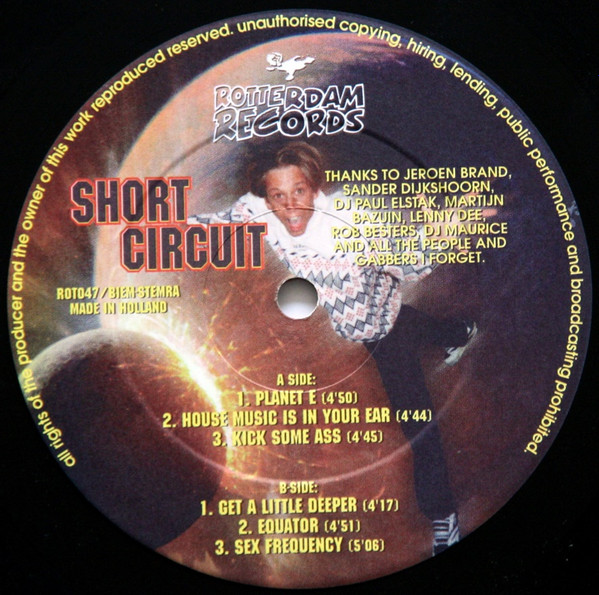 all rights of the producer and the owner of this work reproduced reserved. unauthorised copying, hiring, lending, public performance and broadcasting prohibited.
ROTTERDAM
RECORDS
SHORT
CIRCUIT
ROT047/BIEM-STEMRA
MADE IN HOLLAND
THANKS TO JEROEN BRAND,
SANDER DIJKSHOORN,
DJ PAUL ELSTAK, MARTIJN
BAZUIN, LENNY DEE,
ROB BESTERS, DJ MAURICE
AND ALL THE PEOPLE AND
GABBERS I FORGET.
A SIDE:
1. PLANET E (4'50)
2. HOUSE MUSIC IS IN YOUR EAR (4'44)
3. KICK SOME ASS (4'45)
B-SIDE:
1. GET A LITTLE DEEPER (4'17)
2. EQUATOR (4'51)
3. SEX FREQUENCY (5'06)